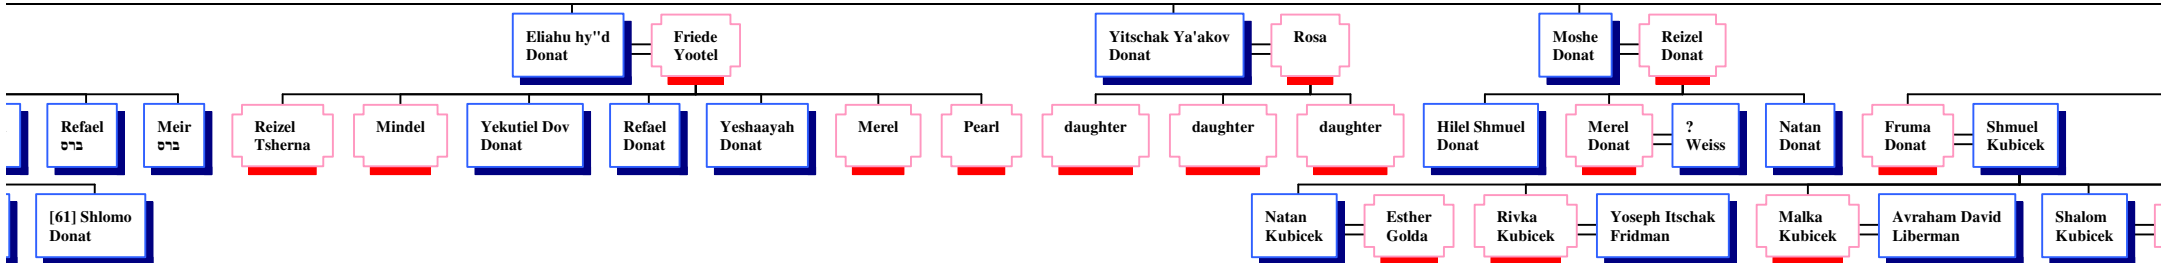 Eliahu hy"d
Donat
Friede
Yootel
Yitschak Ya'akov
Donat
Rosa
Moshe
Donat
Reizel
Donat
Refael
ברס
Meir
ברס
Reizel
Tsherna
Mindel
Yekutiel Dov
Donat
Refael
Donat
Yeshaayah
Donat
Merel
Pearl
daughter
daughter
daughter
Hilel Shmuel
Donat
Merel
Donat
?
Weiss
Natan
Donat
Fruma
Donat
Shmuel
Kubicek
[61] Shlomo
Donat
Natan
Kubicek
Esther
Golda
Rivka
Kubicek
Yoseph Itschak
Fridman
Malka
Kubicek
Avraham David
Liberman
Shalom
Kubicek